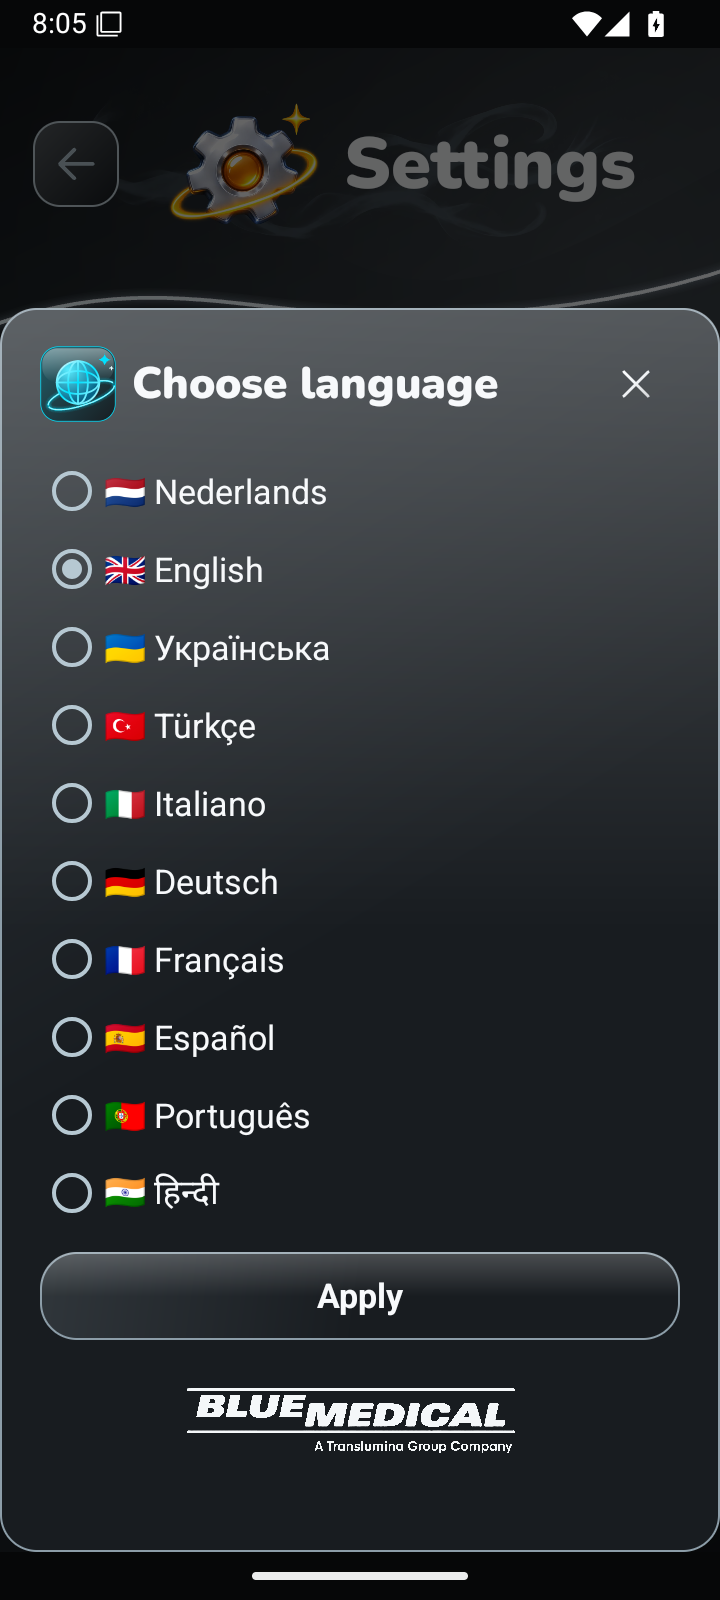 8:05
Settings
Choose language
Nederlands
English
Українська
Türkçe
Italiano
Deutsch
Français
Español
Português
हिन्दी
Apply
BLUEMEDICAL
A Translumina Group Company